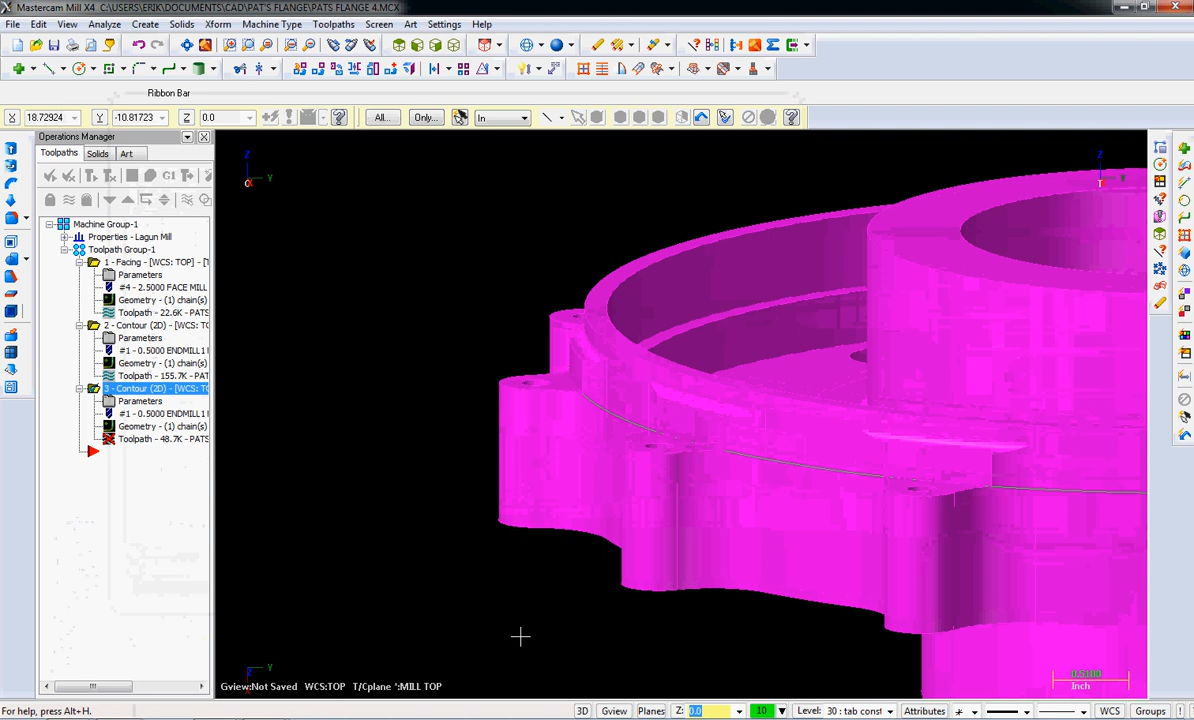 Mastercam Mill X4 C:\USERS\ERIK\DOCUMENTS\CAD\PAT'S FLANGE\PATS FLANGE 4.MCX
File Edit View Analyze Create Solids Xform Machine Type Toolpaths Screen Art Settings Help
Ribbon Bar
X 18.72924 Y -10.81723 Z 0.0 All... Only... In
Operations Manager
Toolpaths Solids Art
G1
Machine Group-1
Properties - Lagun Mill
Toolpath Group-1
1 - Facing - [WCS: TOP] - [T
Parameters
#4 - 2.5000 FACE MILL
Geometry - (1) chain(s)
Toolpath - 22.6K - PATS
2 - Contour (2D) - [WCS: TO
Parameters
#1 - 0.5000 ENDMILL1 F
Geometry - (1) chain(s)
Toolpath - 155.7K - PAT
3 - Contour (2D) - [WCS: TO
Parameters
#1 - 0.5000 ENDMILL1 F
Geometry - (1) chain(s)
Toolpath - 48.7K - PATS
Z
Y
Z
T
Y
Gview:Not Saved WCS:TOP T/Cplane ':MILL TOP
0.5100
Inch
For help, press Alt+H.
3D Gview Planes Z: 0.0 10 Level: 30 : tab const Attributes WCS Groups